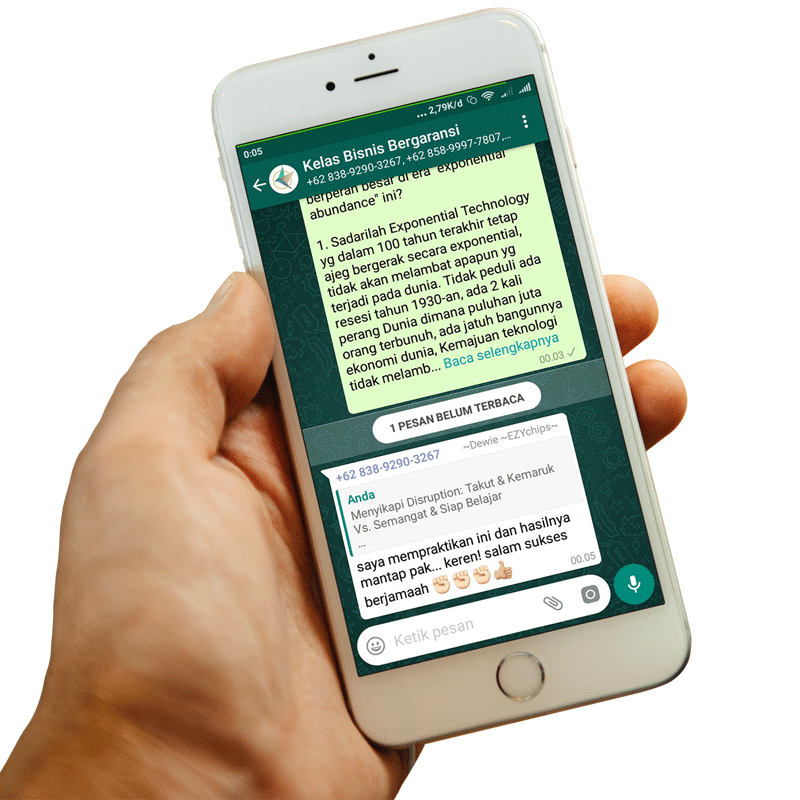 2,79K/d
0:05
Kelas Bisnis Bergaransi
+62 838-9290-3267, +62 858-9997-7807,...
berperan besar di era "exponential
abundance" ini?
1. Sadarilah Exponential Technology
yg dalam 100 tahun terakhir tetap
ajeg bergerak secara exponential,
tidak akan melambat apapun yg
terjadi pada dunia. Tidak peduli ada
resesi tahun 1930-an, ada 2 kali
perang Dunia dimana puluhan juta
orang terbunuh, ada jatuh bangunnya
ekonomi dunia, Kemajuan teknologi
tidak melamb... Baca selengkapnya
00.03
1 PESAN BELUM TERBACA
+62 838-9290-3267 ~Dewie ~EZYchips~
Anda
Menyikapi Disruption: Takut & Kemaruk
Vs. Semangat & Siap Belajar
...
saya mempraktikan ini dan hasilnya
mantap pak... keren! salam sukses
berjamaah ✊🏻✊🏻✊🏻👍🏼
00.05
Ketik pesan